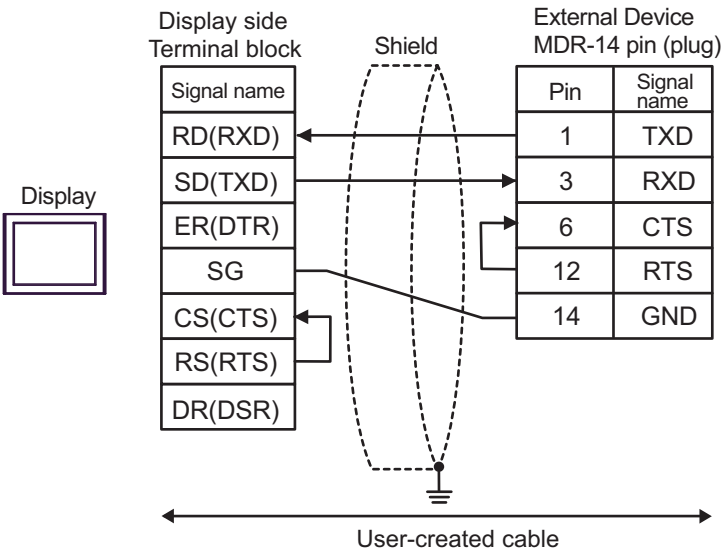 Display side
Terminal block
Shield
External Device
MDR-14 pin (plug)
Signal name
Pin
Signal
name
RD(RXD)
1
TXD
SD(TXD)
3
RXD
Display
ER(DTR)
6
CTS
SG
12
RTS
CS(CTS)
14
GND
RS(RTS)
DR(DSR)
User-created cable